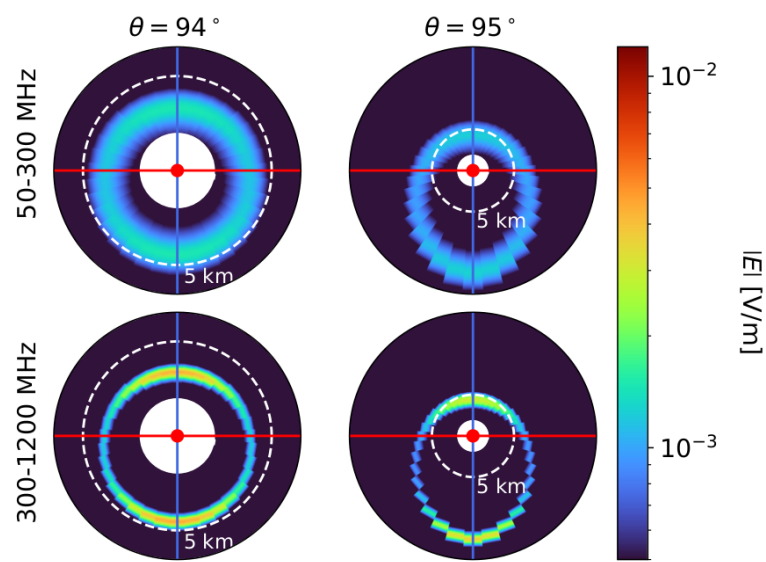 θ = 94°
θ = 95°
50-300 MHz
5 km
5 km
300-1200 MHz
5 km
5 km
10⁻²
10⁻³
|E| [V/m]